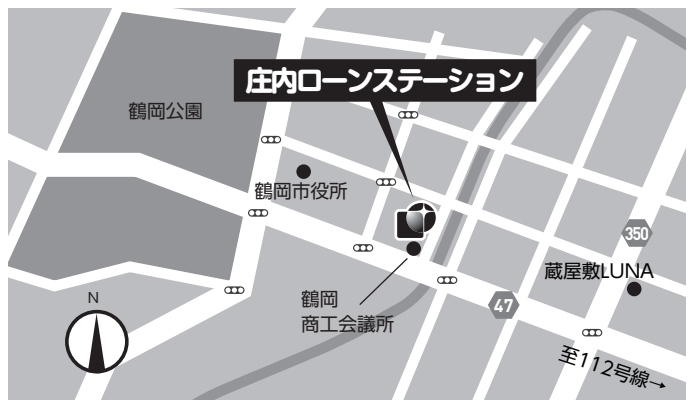 庄内ローンステーション
鶴岡公園
鶴岡市役所
350
蔵屋敷LUNA
鶴岡
商工会議所
47
N
至112号線→